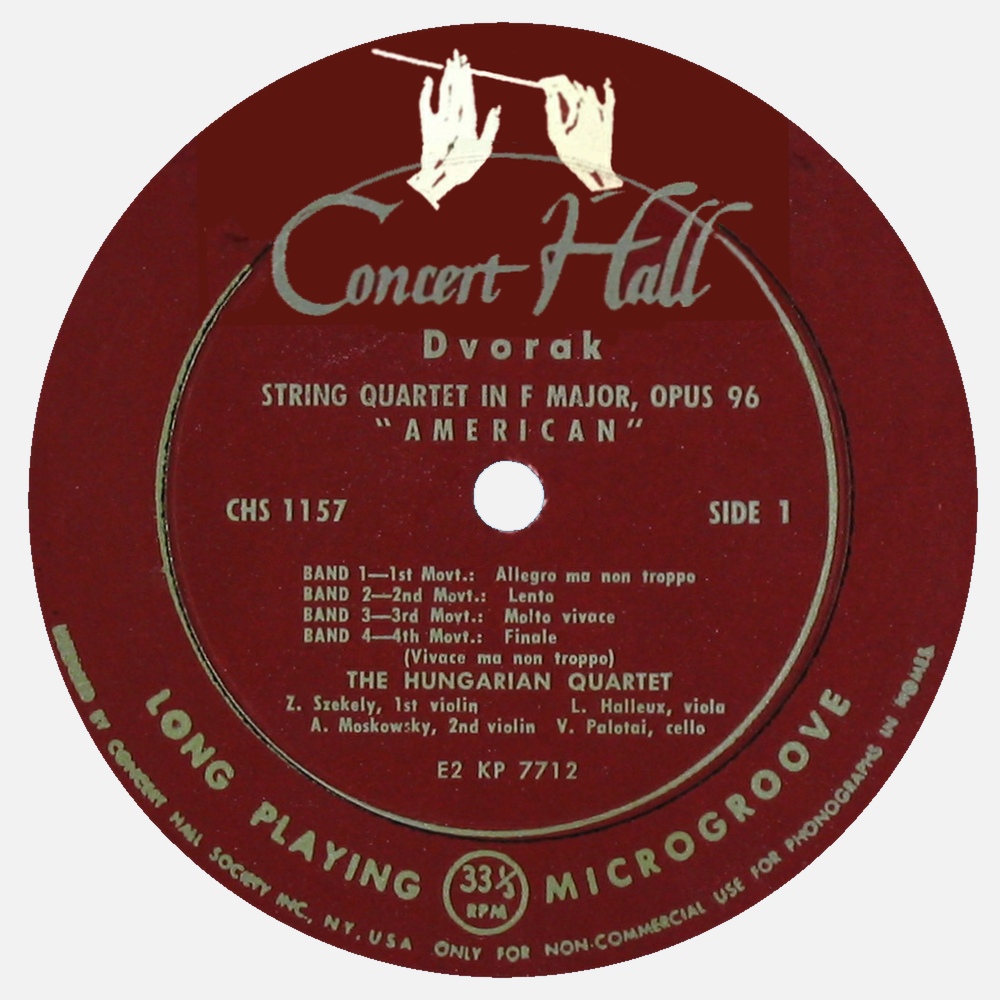 Concert Hall
Dvorak
STRING QUARTET IN F MAJOR, OPUS 96
"AMERICAN"
CHS 1157
SIDE 1
BAND 1—1st Movt.: Allegro ma non troppo
BAND 2—2nd Movt.: Lento
BAND 3—3rd Movt.: Molto vivace
BAND 4—4th Movt.: Finale
(Vivace ma non troppo)
THE HUNGARIAN QUARTET
Z. Szekely, 1st violin L. Halleux, viola
A. Moskowsky, 2nd violin V. Palotai, cello
E2 KP 7712
LONG PLAYING 33⅓ RPM MICROGROOVE
BY CONCERT HALL SOCIETY INC., N.Y. USA ONLY FOR NON-COMMERCIAL USE FOR PHONOGRAPHS IN HOMES